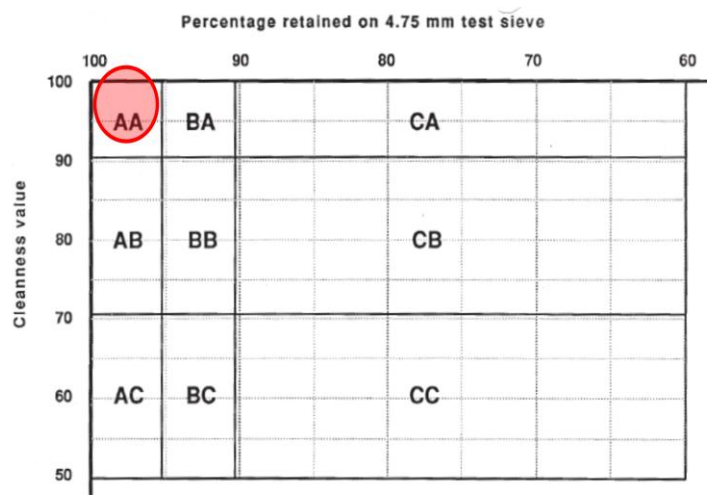 Percentage retained on 4.75 mm test sieve
100 90 80 70 60
100
AA BA CA
90
Cleanness value
AB BB CB
80
70
AC BC CC
60
50